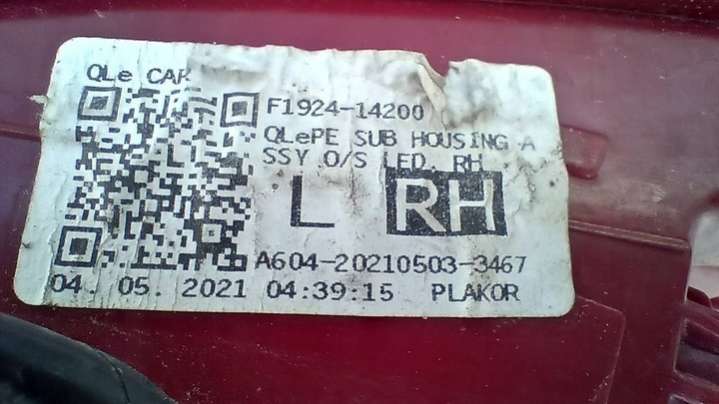 QLe CAR
F1924-14200
QLePE SUB HOUSING A
SSY O/S LED, RH
L RH
A604-20210503-3467
04. 05. 2021 04:39:15 PLAKOR